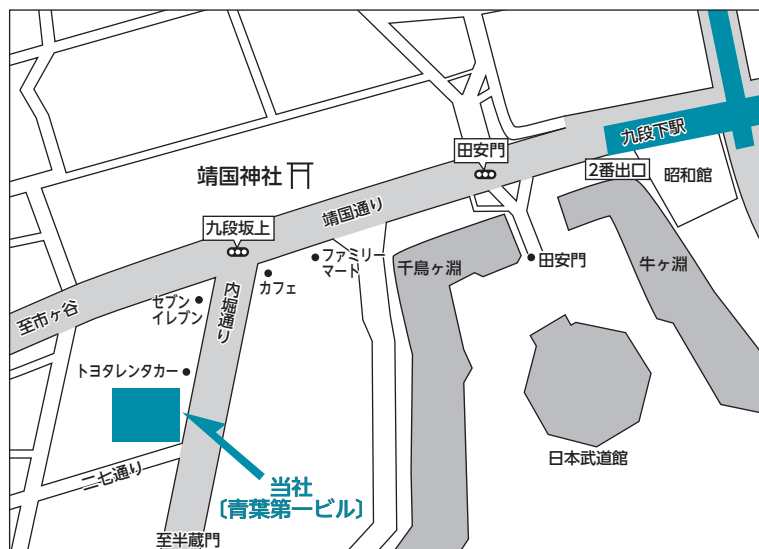 九段下駅
田安門
2番出口
昭和館
靖国神社
靖国通り
九段坂上
ファミリー
マート
千鳥ヶ淵
田安門
牛ヶ淵
カフェ
内堀通り
セブン
イレブン
至市ヶ谷
トヨタレンタカー
日本武道館
二七通り
当社
〔青葉第一ビル〕
至半蔵門